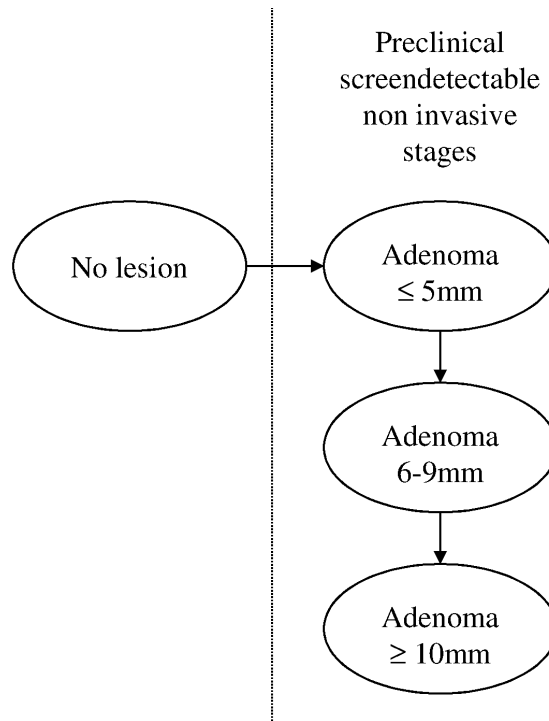 Preclinical
screendetectable
non invasive
stages
No lesion
Adenoma
≤ 5mm
Adenoma
6-9mm
Adenoma
≥ 10mm